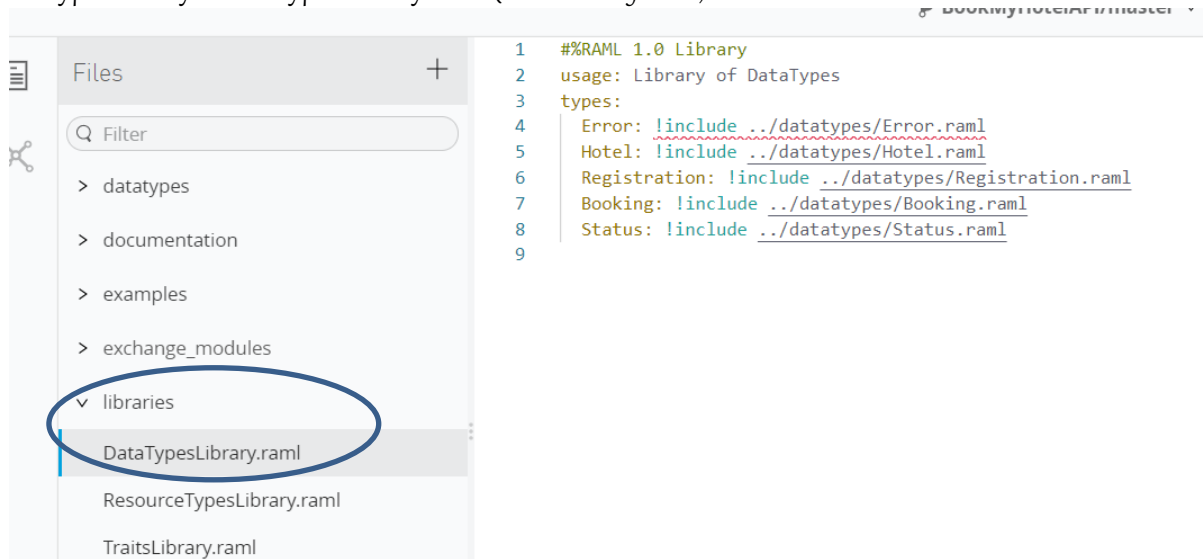 BookMyHotelAPI/master
Files
Filter
datatypes
documentation
examples
exchange_modules
libraries
DataTypesLibrary.raml
ResourceTypesLibrary.raml
TraitsLibrary.raml
1 #%RAML 1.0 Library
2 usage: Library of DataTypes
3 types:
4 Error: !include ../datatypes/Error.raml
5 Hotel: !include ../datatypes/Hotel.raml
6 Registration: !include ../datatypes/Registration.raml
7 Booking: !include ../datatypes/Booking.raml
8 Status: !include ../datatypes/Status.raml
9